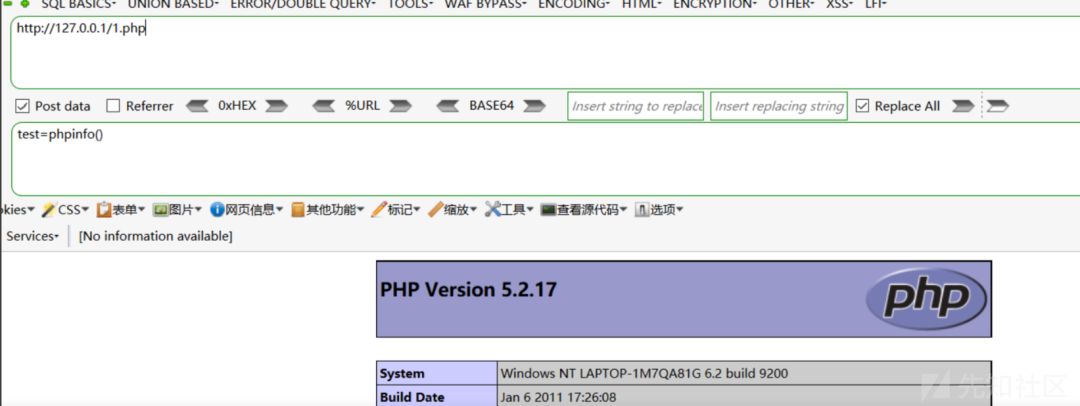 SQL BASICS▾ UNION BASED▾ ERROR/DOUBLE QUERY▾ TOOLS▾ WAF BYPASS▾ ENCODING▾ HTML▾ ENCRYPTION▾ OTHER▾ XSS▾ LFI▾
http://127.0.0.1/1.php
Post data Referrer 0xHEX %URL BASE64 Insert string to replace Insert replacing string Replace All
test=phpinfo()
okies▾ CSS▾ 表单▾ 图片▾ 网页信息▾ 其他功能▾ 标记▾ 缩放▾ 工具▾ 查看源代码▾ 选项▾
Services▾ [No information available]
PHP Version 5.2.17
php
System Windows NT LAPTOP-1M7QA81G 6.2 build 9200
Build Date Jan 6 2011 17:26:08
先知社区